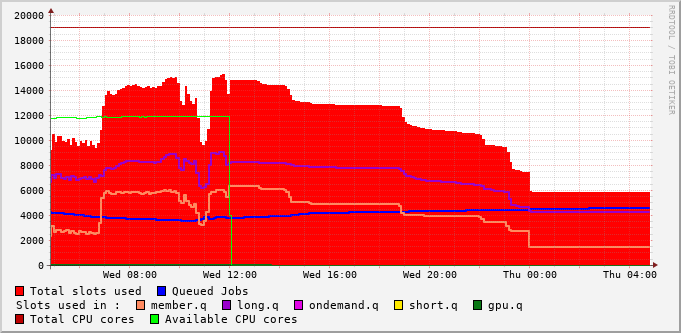 20000
18000
16000
14000
12000
10000
8000
6000
4000
2000
0
Wed 08:00 Wed 12:00 Wed 16:00 Wed 20:00 Thu 00:00 Thu 04:00
Total slots used Queued Jobs
Slots used in : member.q long.q ondemand.q short.q gpu.q
Total CPU cores Available CPU cores
RRDTOOL / TOBI OETIKER